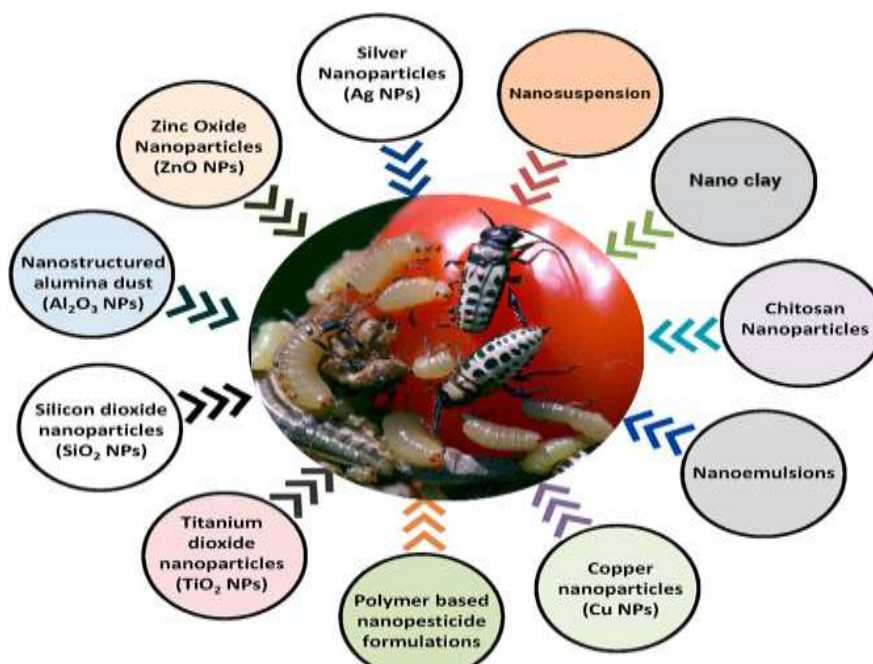 Silver
Nanoparticles
(Ag NPs)
Nanosuspension
Nano clay
Chitosan
Nanoparticles
Nanoemulsions
Copper
nanoparticles
(Cu NPs)
Polymer based
nanopesticide
formulations
Titanium
dioxide
nanoparticles
(TiO₂ NPs)
Silicon dioxide
nanoparticles
(SiO₂ NPs)
Nanostructured
alumina dust
(Al₂O₃ NPs)
Zinc Oxide
Nanoparticles
(ZnO NPs)